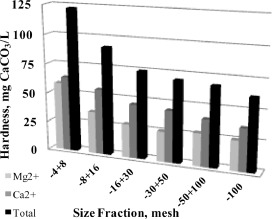 Hardness, mg CaCO3/L
125
100
75
50
25
0
-4+8
-8+16
-16+30
-30+50
-50+100
-100
Mg2+
Ca2+
Total
Size Fraction, mesh